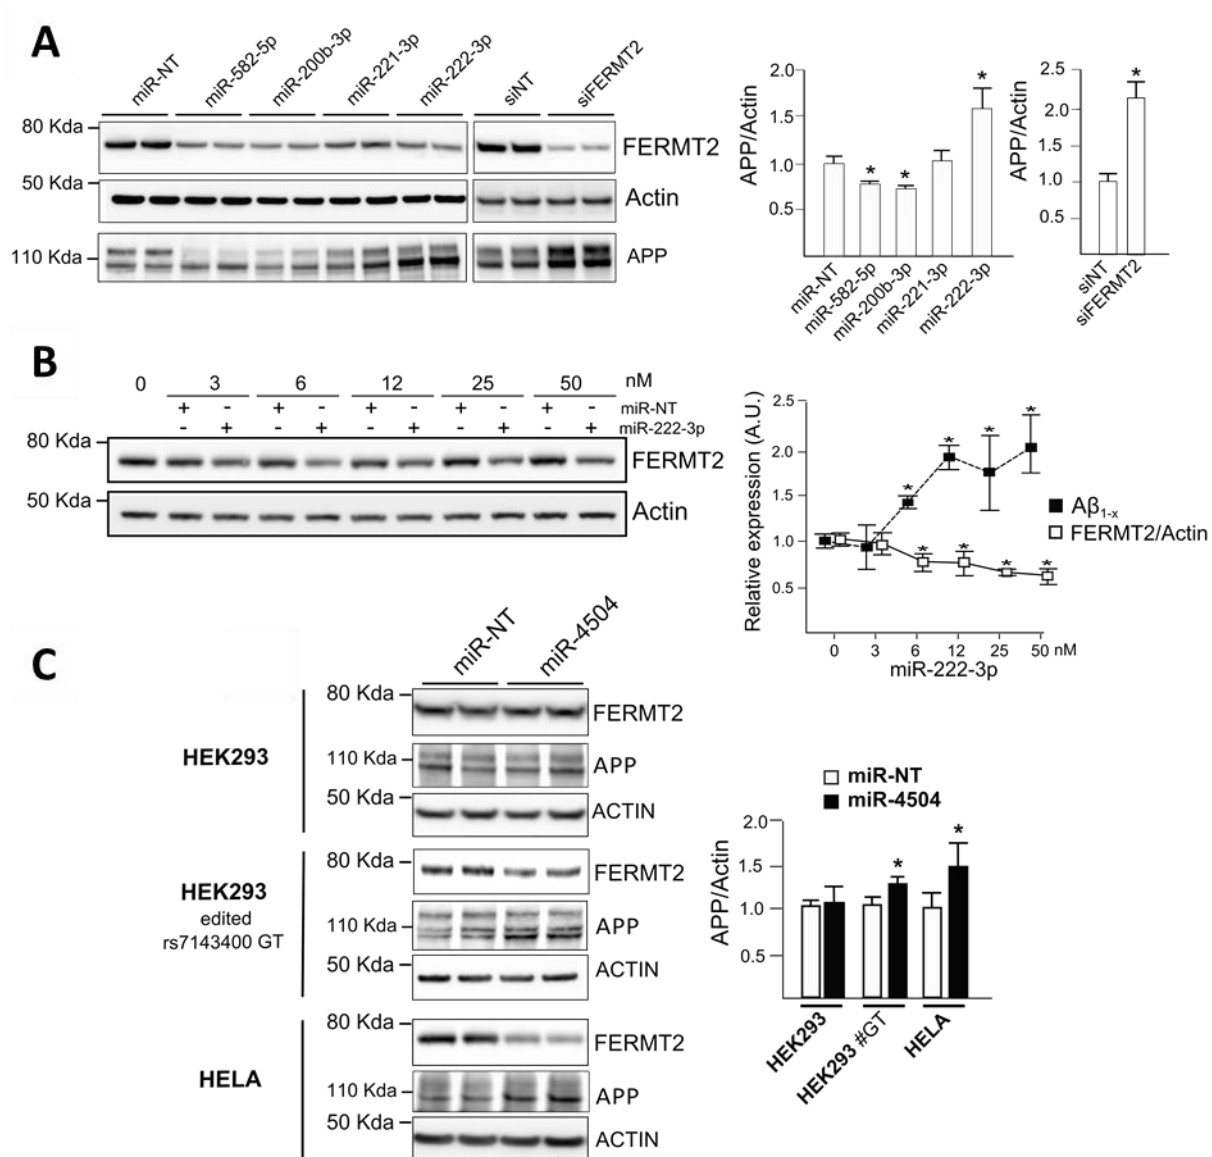 A
miR-NT
miR-582-5p
miR-200b-3p
miR-221-3p
miR-222-3p
siNT
siFERMT2
80 Kda
FERMT2
50 Kda
Actin
110 Kda
APP
APP/Actin
2.0
1.5
1.0
0.5
miR-NT
miR-582-5p
miR-200b-3p
miR-221-3p
miR-222-3p
* * *
APP/Actin
2.5
2.0
1.5
1.0
0.5
*
siNT
siFERMT2
B
0 3 6 12 25 50 nM
+ - + - + - + - + - miR-NT
- + - + - + - + - + miR-222-3p
80 Kda
FERMT2
50 Kda
Actin
Relative expression (A.U.)
2.5
2.0
1.5
1.0
0.5
* * * *
* * * *
0 3 6 12 25 50 nM
miR-222-3p
Aβ1-x
FERMT2/Actin
C
miR-NT
miR-4504
HEK293
80 Kda
FERMT2
110 Kda
APP
50 Kda
ACTIN
HEK293
edited
rs7143400 GT
80 Kda
FERMT2
110 Kda
APP
50 Kda
ACTIN
HELA
80 Kda
FERMT2
110 Kda
APP
50 Kda
ACTIN
miR-NT
miR-4504
APP/Actin
2.0
1.5
1.0
0.5
* *
HEK293
HEK293 #GT
HELA